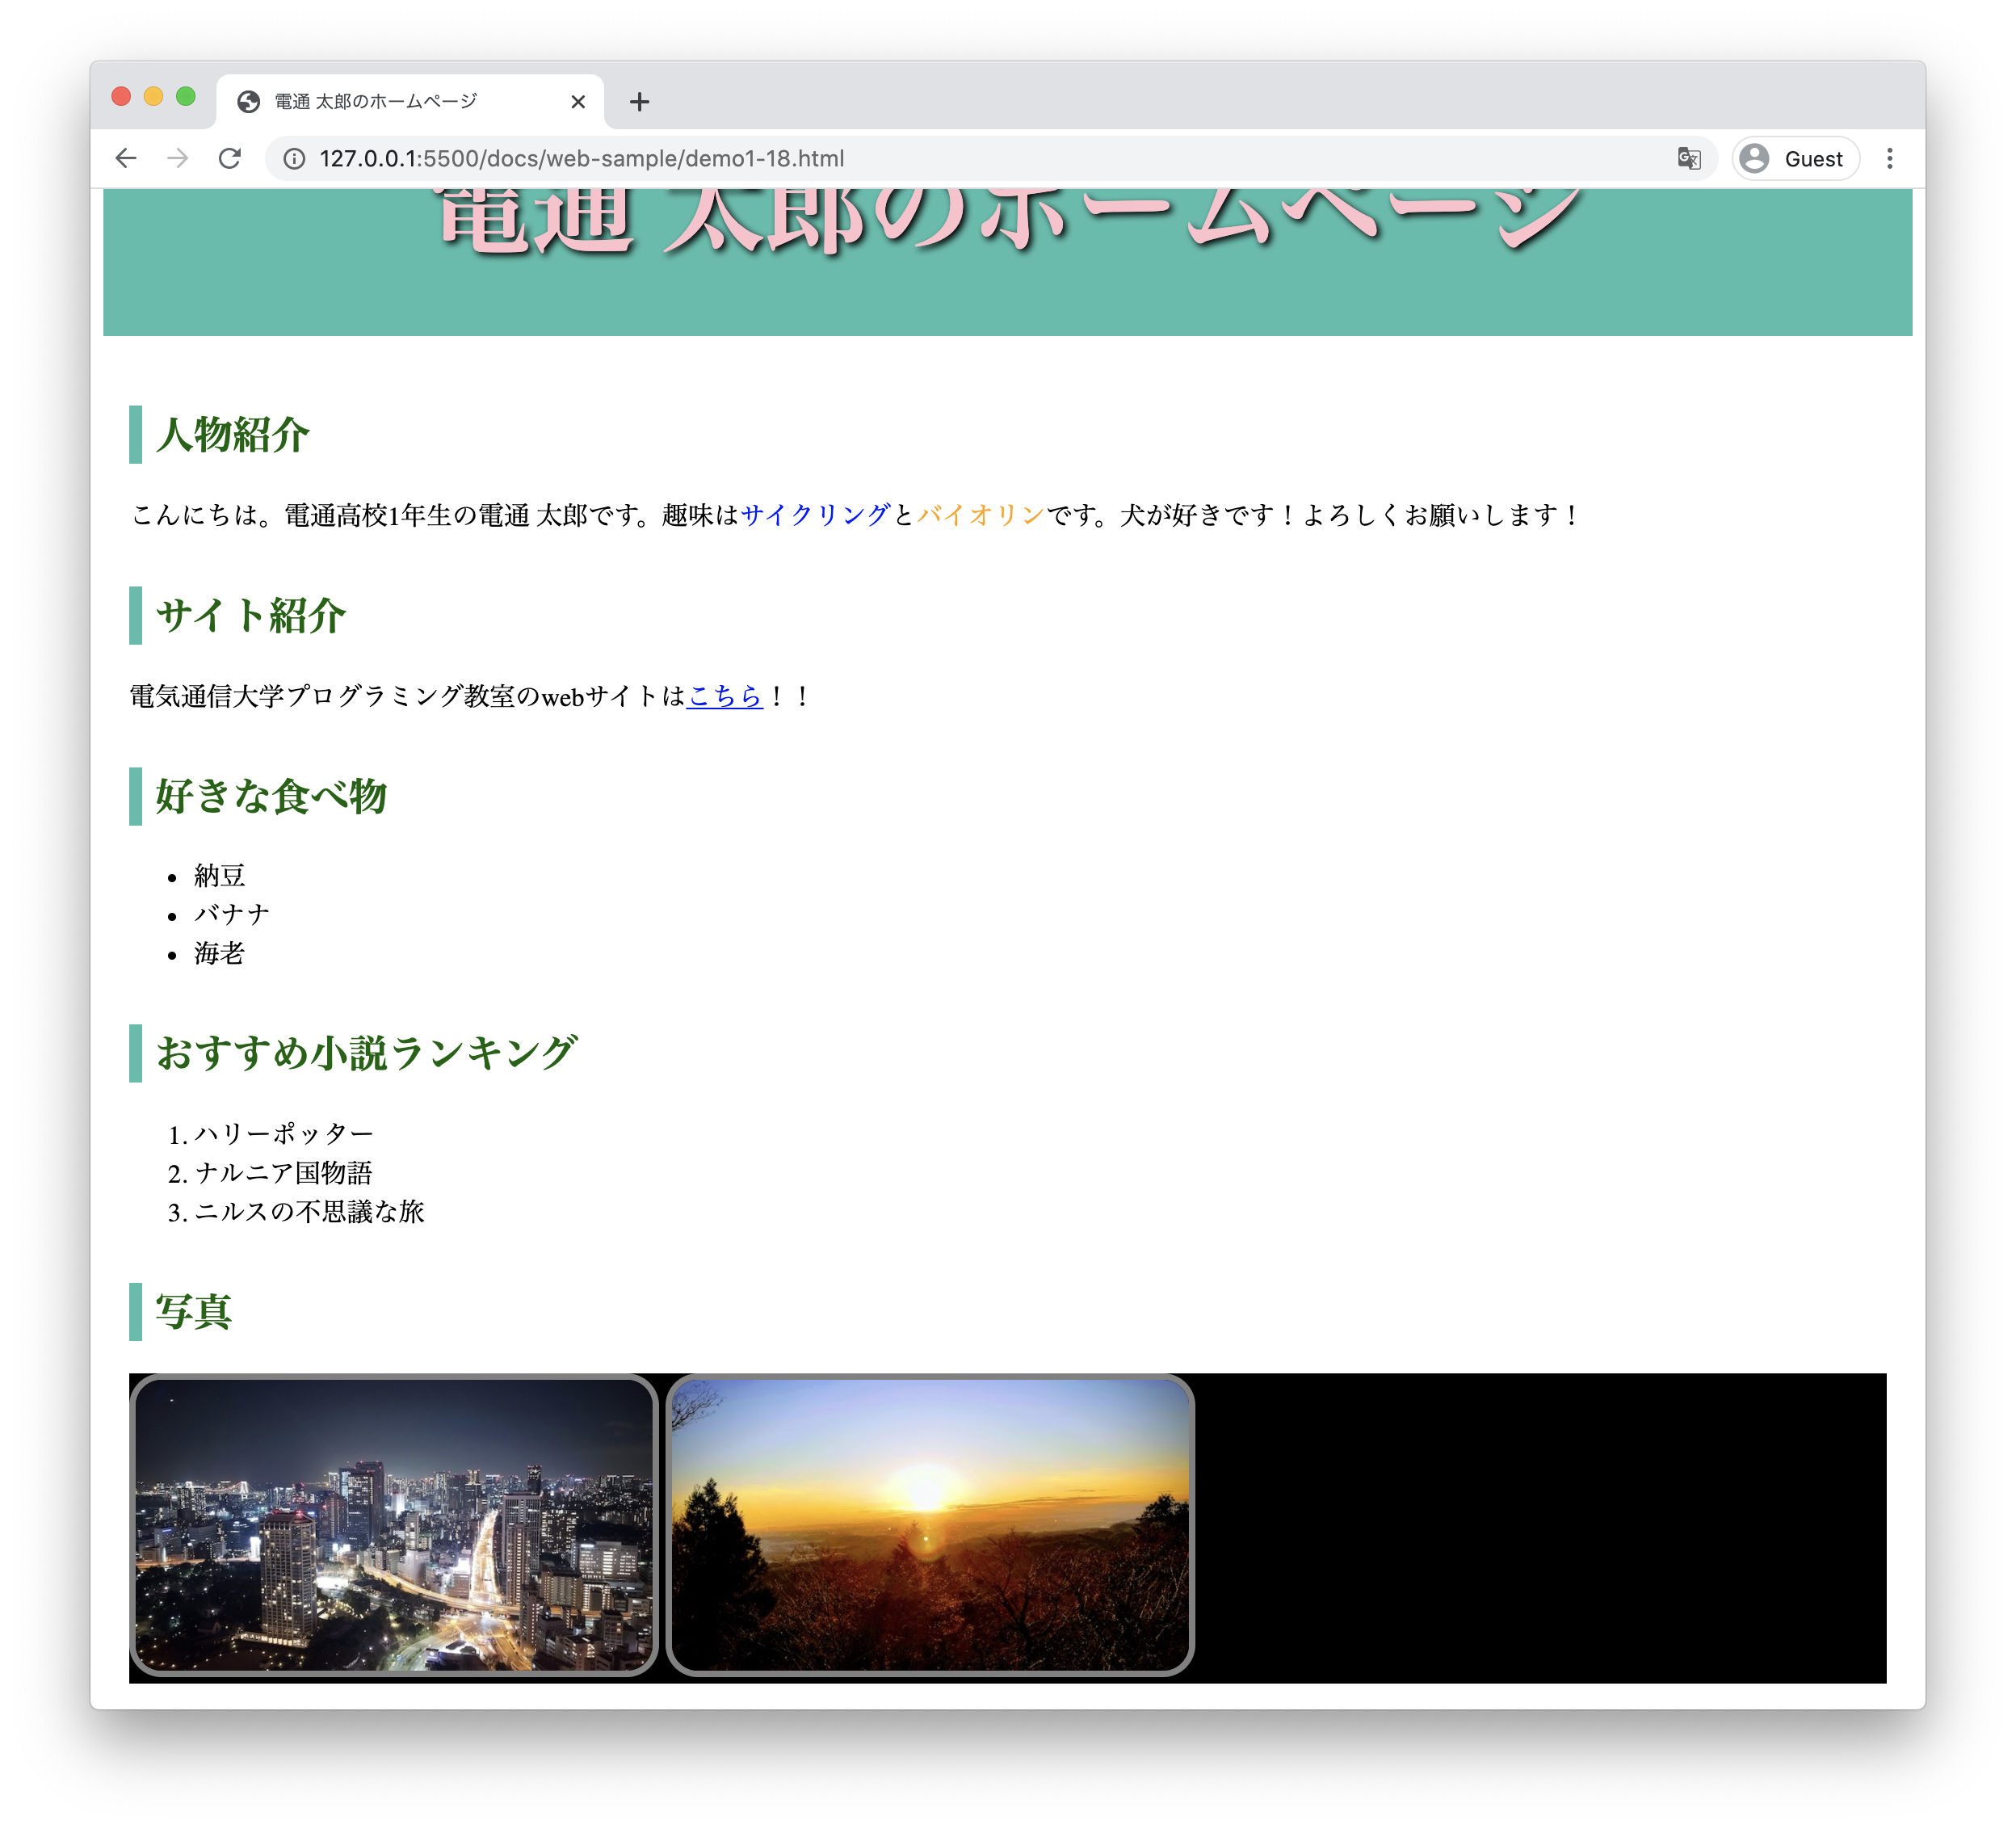 電通 太郎のホームページ
127.0.0.1:5500/docs/web-sample/demo1-18.html
Guest
電通 太郎のホームページ
人物紹介
こんにちは。電通高校1年生の電通 太郎です。趣味はサイクリングとバイオリンです。犬が好きです！よろしくお願いします！
サイト紹介
電気通信大学プログラミング教室のwebサイトはこちら！！
好きな食べ物
• 納豆
• バナナ
• 海老
おすすめ小説ランキング
1. ハリーポッター
2. ナルニア国物語
3. ニルスの不思議な旅
写真